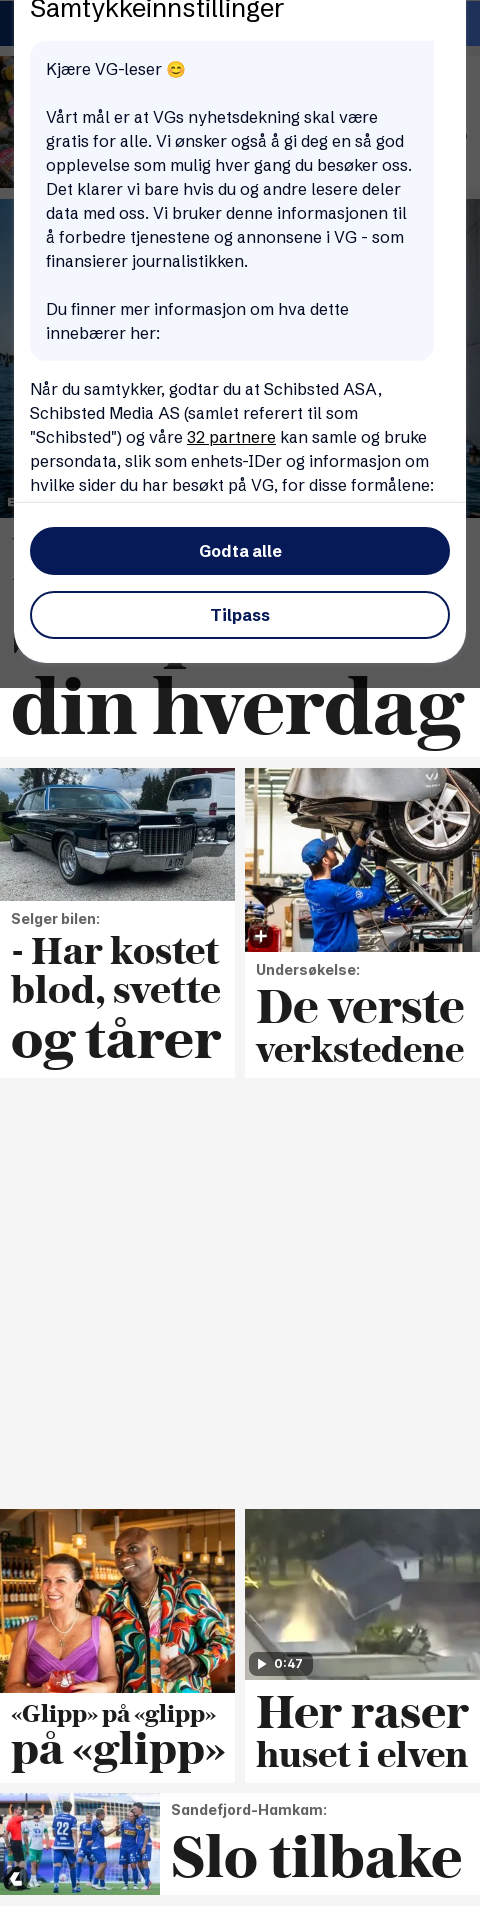 Samtykkeinnstillinger
Kjære VG-leser 😊
Vårt mål er at VGs nyhetsdekning skal være
gratis for alle. Vi ønsker også å gi deg en så god
opplevelse som mulig hver gang du besøker oss.
Det klarer vi bare hvis du og andre lesere deler
data med oss. Vi bruker denne informasjonen til
å forbedre tjenestene og annonsene i VG - som
finansierer journalistikken.
Du finner mer informasjon om hva dette
innebærer her:
Når du samtykker, godtar du at Schibsted ASA,
Schibsted Media AS (samlet referert til som
"Schibsted") og våre 32 partnere kan samle og bruke
persondata, slik som enhets-IDer og informasjon om
hvilke sider du har besøkt på VG, for disse formålene:
Godta alle
Tilpass
din hverdag
Selger bilen:
- Har kostet
blod, svette
og tårer
Undersøkelse:
De verste
verkstedene
«Glipp» på «glipp»
på «glipp»
0:47
Her raser
huset i elven
22
Sandefjord-Hamkam:
Slo tilbake